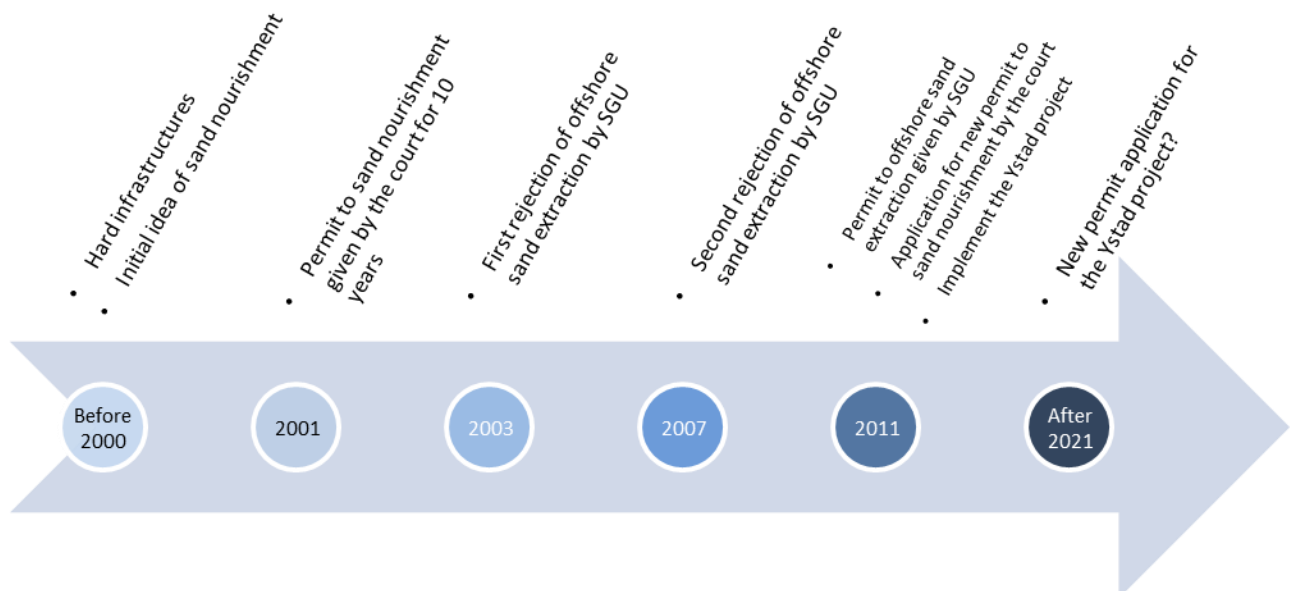 • Hard infrastructures
• Initial idea of sand nourishment
• Permit to sand nourishment
given by the court for 10
years
• First rejection of offshore
sand extraction by SGU
• Second rejection of offshore
sand extraction by SGU
• Permit to offshore sand
extraction given by SGU
• Application for new permit to
sand nourishment by the court
• Implement the Ystad project
• New permit application for
the Ystad project?
Before
2000
2001
2003
2007
2011
After
2021